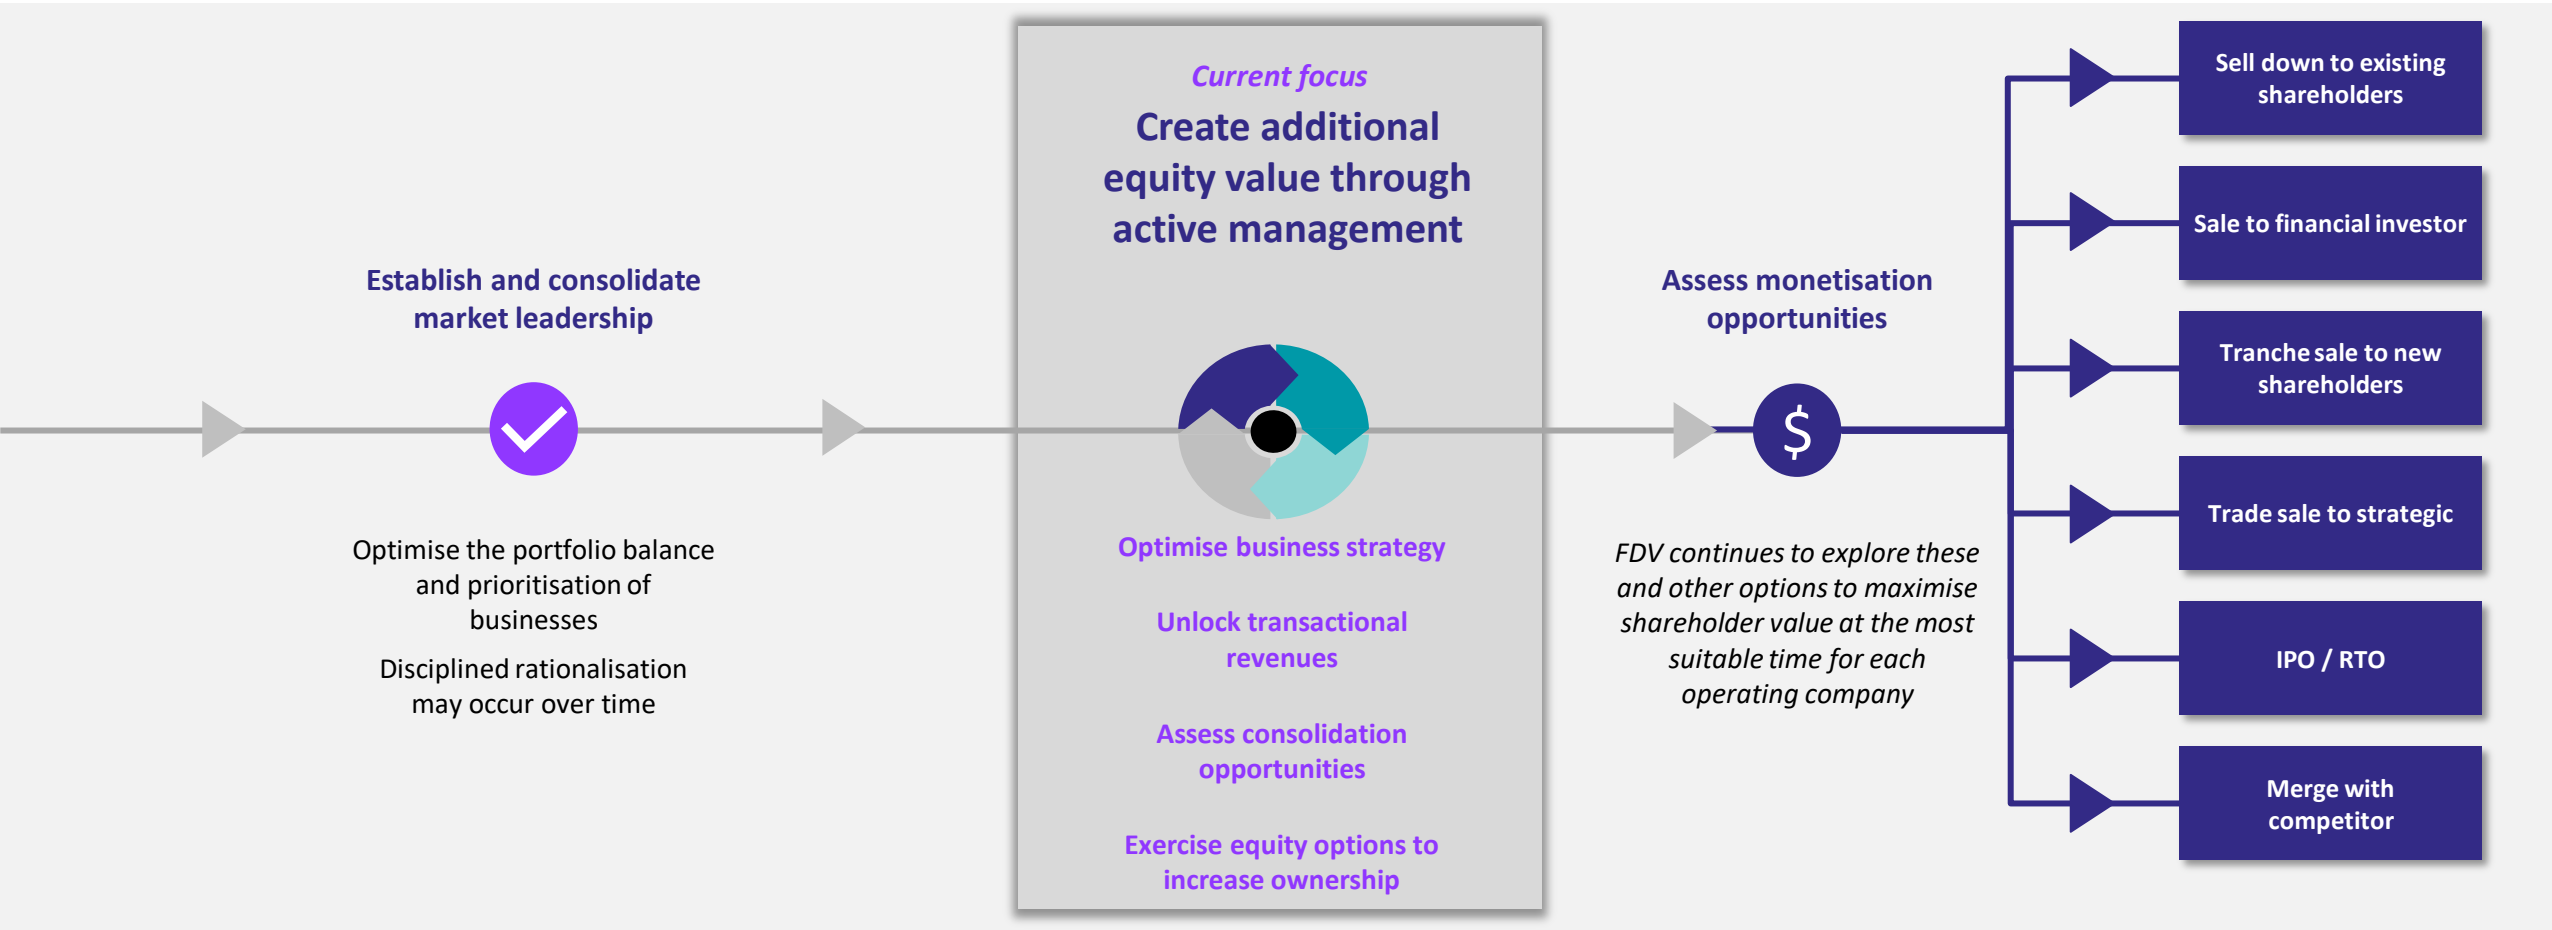 Establish and consolidate
market leadership
Optimise the portfolio balance
and prioritisation of
businesses
Disciplined rationalisation
may occur over time
Current focus
Create additional
equity value through
active management
Optimise business strategy
Unlock transactional
revenues
Assess consolidation
opportunities
Exercise equity options to
increase ownership
Assess monetisation
opportunities
$
FDV continues to explore these
and other options to maximise
shareholder value at the most
suitable time for each
operating company
Sell down to existing
shareholders
Sale to financial investor
Tranche sale to new
shareholders
Trade sale to strategic
IPO / RTO
Merge with
competitor